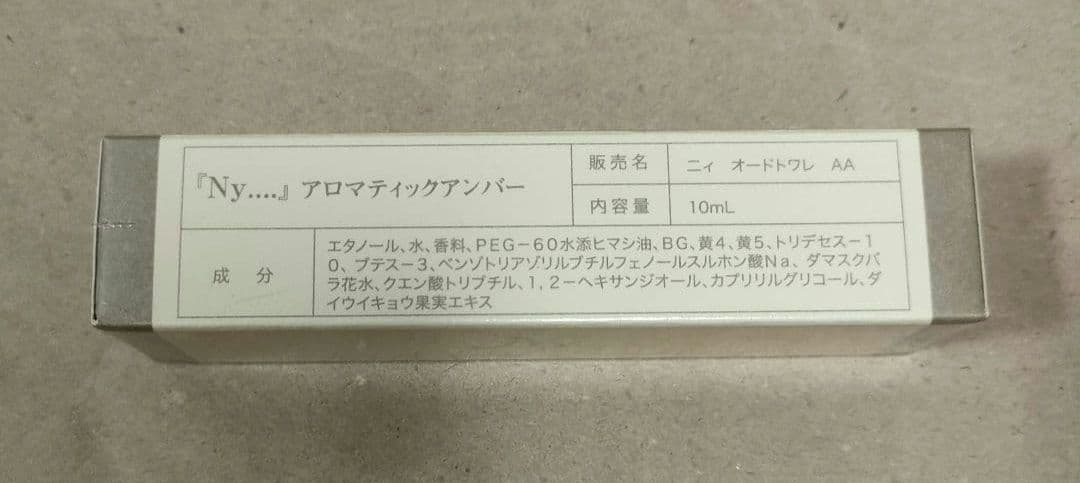 『Ny....』アロマティックアンバー
販売名 ニィ オードトワレ AA
内容量 10mL
成分
エタノール、水、香料、PEG－60水添ヒマシ油、BG、黄4、黄5、トリデセス－1
0、ブテス－3、ベンゾトリアゾリルブチルフェノールスルホン酸Na、ダマスクバ
ラ花水、クエン酸トリブチル、1,2－ヘキサンジオール、カプリリルグリコール、ダ
イウイキョウ果実エキス